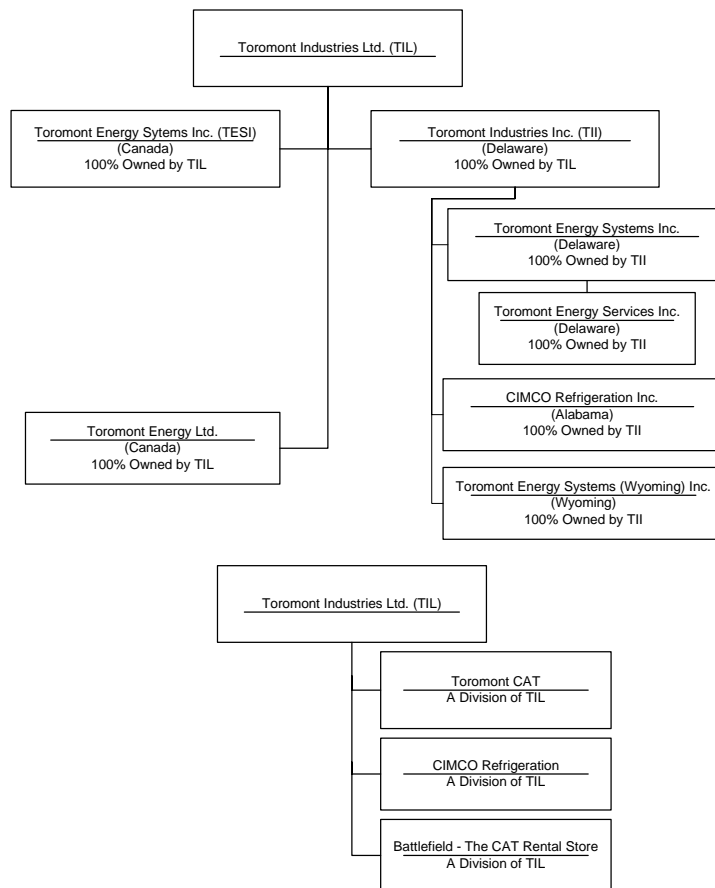 Toromont Industries Ltd. (TIL)
Toromont Energy Sytems Inc. (TESI)
(Canada)
100% Owned by TIL
Toromont Industries Inc. (TII)
(Delaware)
100% Owned by TIL
Toromont Energy Systems Inc.
(Delaware)
100% Owned by TII
Toromont Energy Services Inc.
(Delaware)
100% Owned by TII
CIMCO Refrigeration Inc.
(Alabama)
100% Owned by TII
Toromont Energy Ltd.
(Canada)
100% Owned by TIL
Toromont Energy Systems (Wyoming) Inc.
(Wyoming)
100% Owned by TII
Toromont Industries Ltd. (TIL)
Toromont CAT
A Division of TIL
CIMCO Refrigeration
A Division of TIL
Battlefield - The CAT Rental Store
A Division of TIL